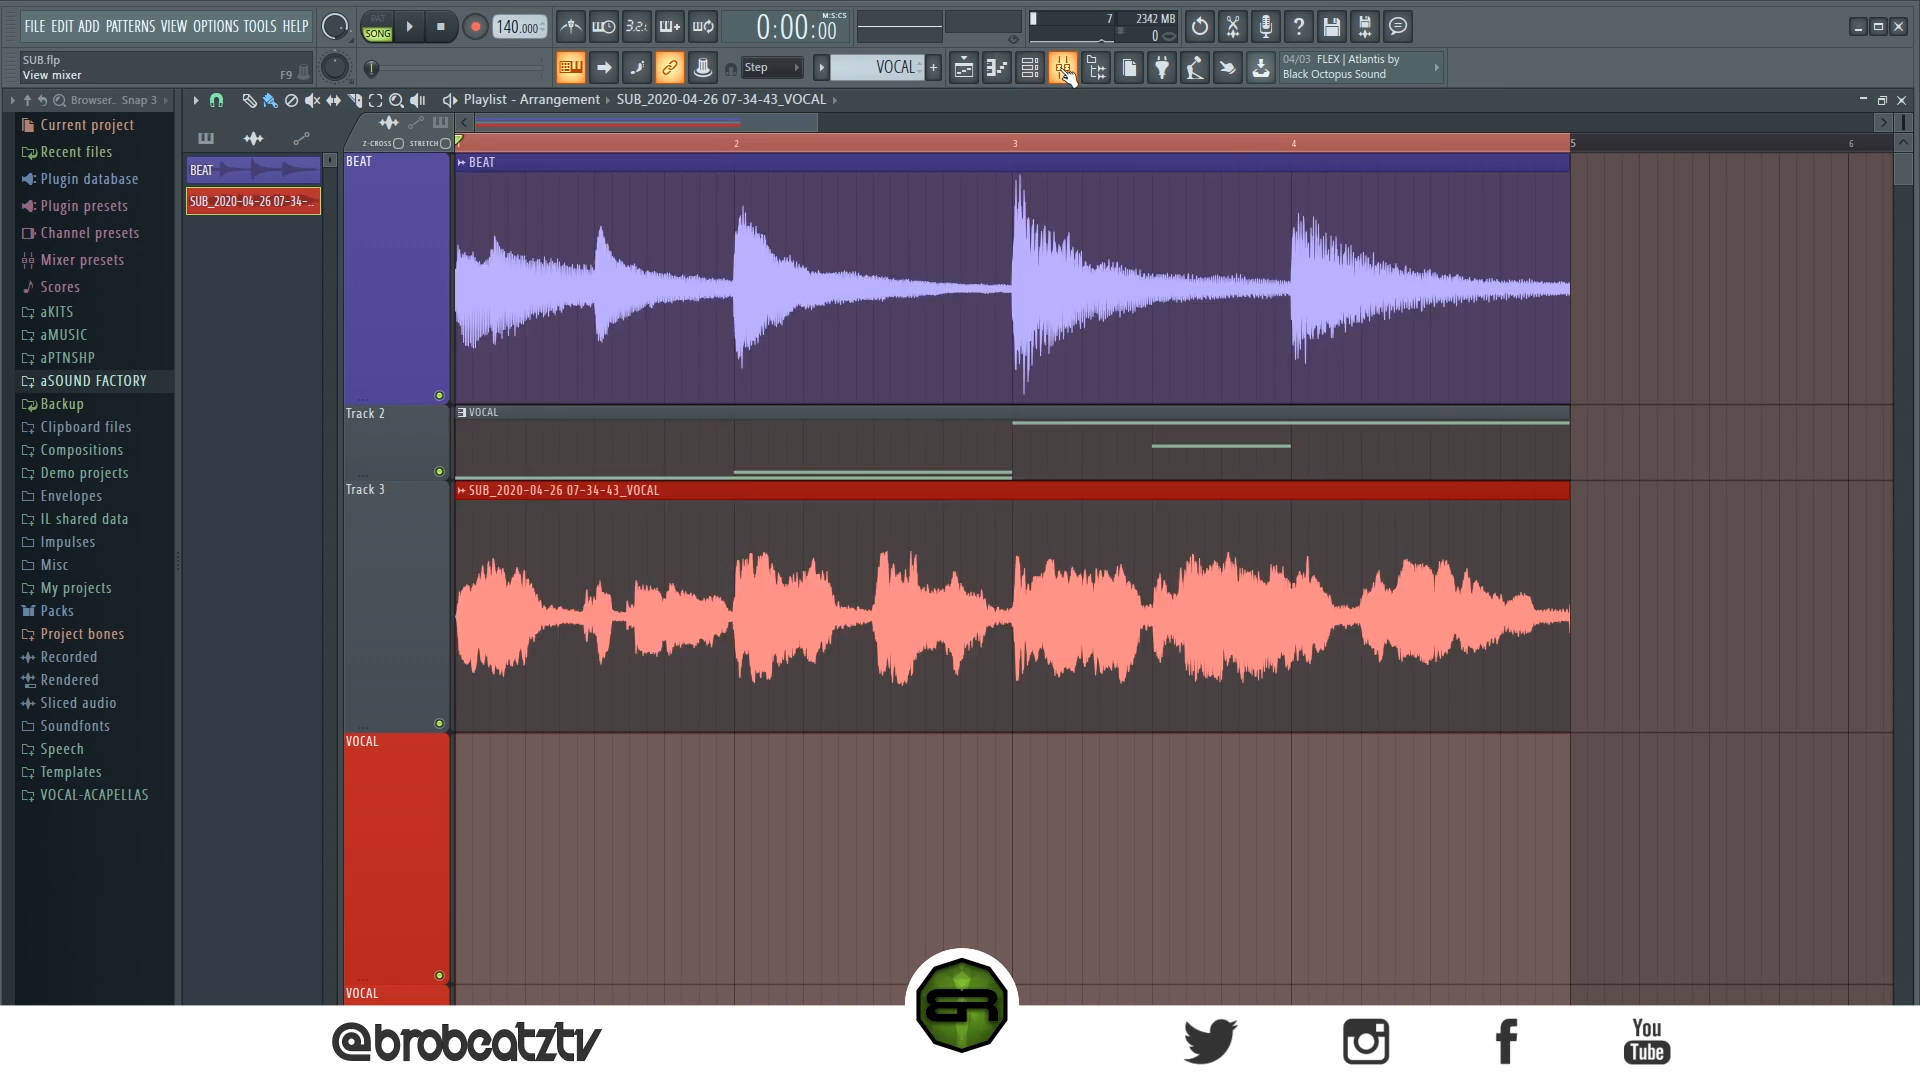 FILE EDIT ADD PATTERNS VIEW OPTIONS TOOLS HELP
PAT
SONG
140.000
3.2
0:00:00
M:S:CS
7
2342 MB
0
SUB.flp
View mixer
F9
Step
VOCAL
04/03 FLEX | Atlantis by
Black Octopus Sound
Browser..
Snap 3
Playlist - Arrangement
SUB_2020-04-26 07-34-43_VOCAL
Z-CROSS
STRETCH
2
3
4
5
6
Current project
Recent files
Plugin database
Plugin presets
Channel presets
Mixer presets
Scores
aKITS
aMUSIC
aPTNSHP
aSOUND FACTORY
Backup
Clipboard files
Compositions
Demo projects
Envelopes
IL shared data
Impulses
Misc
My projects
Packs
Project bones
Recorded
Rendered
Sliced audio
Soundfonts
Speech
Templates
VOCAL-ACAPELLAS
BEAT
SUB_2020-04-26 07-34-..
BEAT
BEAT
Track 2
VOCAL
Track 3
SUB_2020-04-26 07-34-43_VOCAL
VOCAL
VOCAL
BR
@brobeatztv
You
Tube